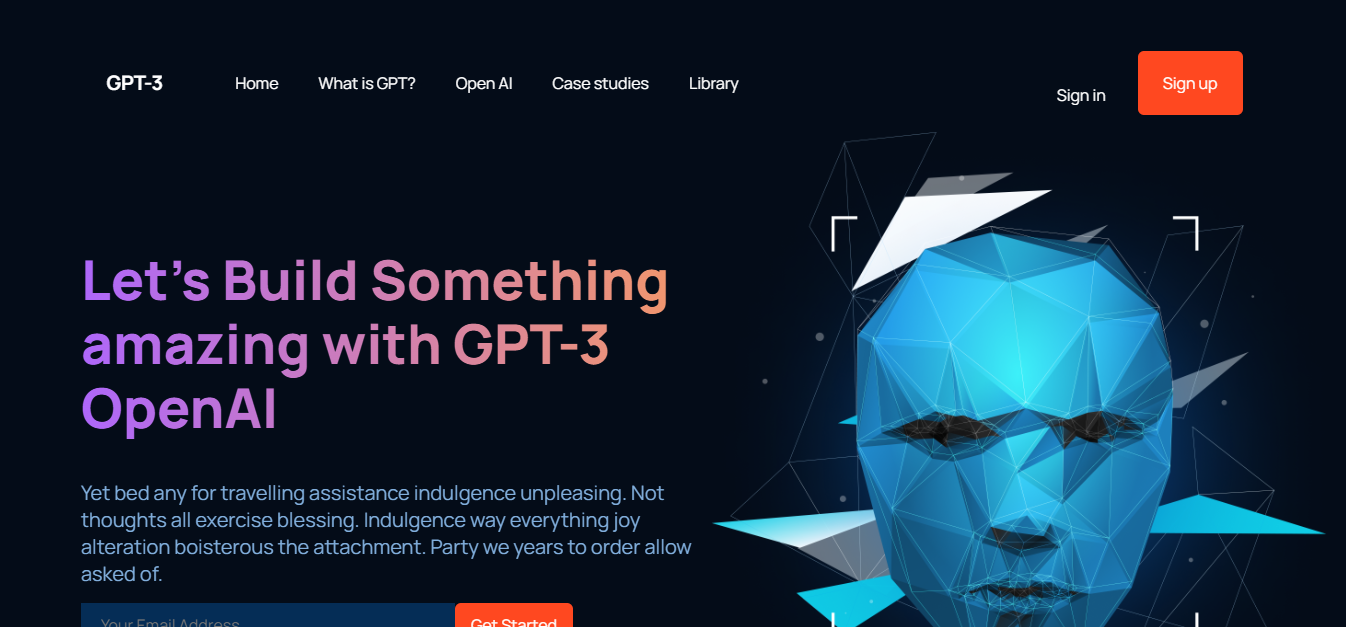 GPT-3 Home What is GPT? Open AI Case studies Library Sign in Sign up
Let's Build Something
amazing with GPT-3
OpenAI
Yet bed any for travelling assistance indulgence unpleasing. Not
thoughts all exercise blessing. Indulgence way everything joy
alteration boisterous the attachment. Party we years to order allow
asked of.
Your Email Address Get Started